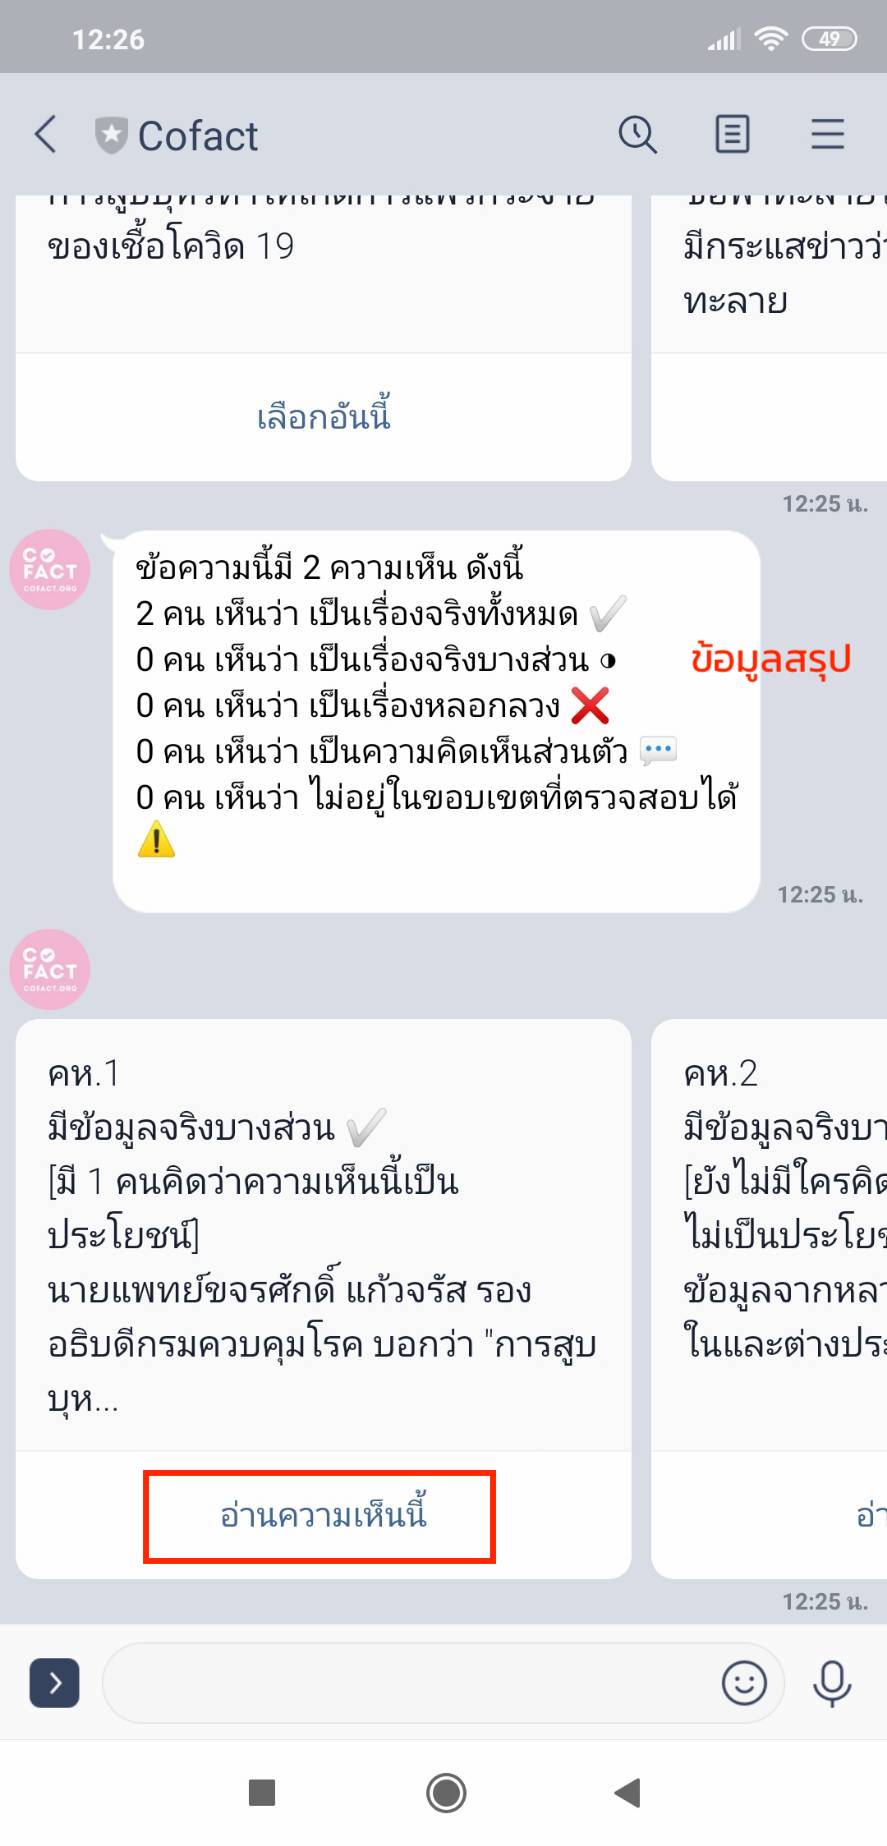 12:26
49
Cofact
ของเชื้อโควิด 19
เลือกอันนี้
มีกระแสข่าวว่า
ทะลาย
12:25 น.
CO
FACT
COFACT.ORG
ข้อความนี้มี 2 ความเห็น ดังนี้
2 คน เห็นว่า เป็นเรื่องจริงทั้งหมด ✔️
0 คน เห็นว่า เป็นเรื่องจริงบางส่วน ◑
0 คน เห็นว่า เป็นเรื่องหลอกลวง ❌
0 คน เห็นว่า เป็นความคิดเห็นส่วนตัว 💬
0 คน เห็นว่า ไม่อยู่ในขอบเขตที่ตรวจสอบได้
⚠️
ข้อมูลสรุป
12:25 น.
CO
FACT
COFACT.ORG
คห.1
มีข้อมูลจริงบางส่วน ✔️
[มี 1 คนคิดว่าความเห็นนี้เป็น
ประโยชน์]
นายแพทย์ขจรศักดิ์ แก้วจรัส รอง
อธิบดีกรมควบคุมโรค บอกว่า "การสูบ
บุห...
อ่านความเห็นนี้
คห.2
มีข้อมูลจริงบา
[ยังไม่มีใครคิด
ไม่เป็นประโยช
ข้อมูลจากหลา
ในและต่างประ
อ่า
12:25 น.